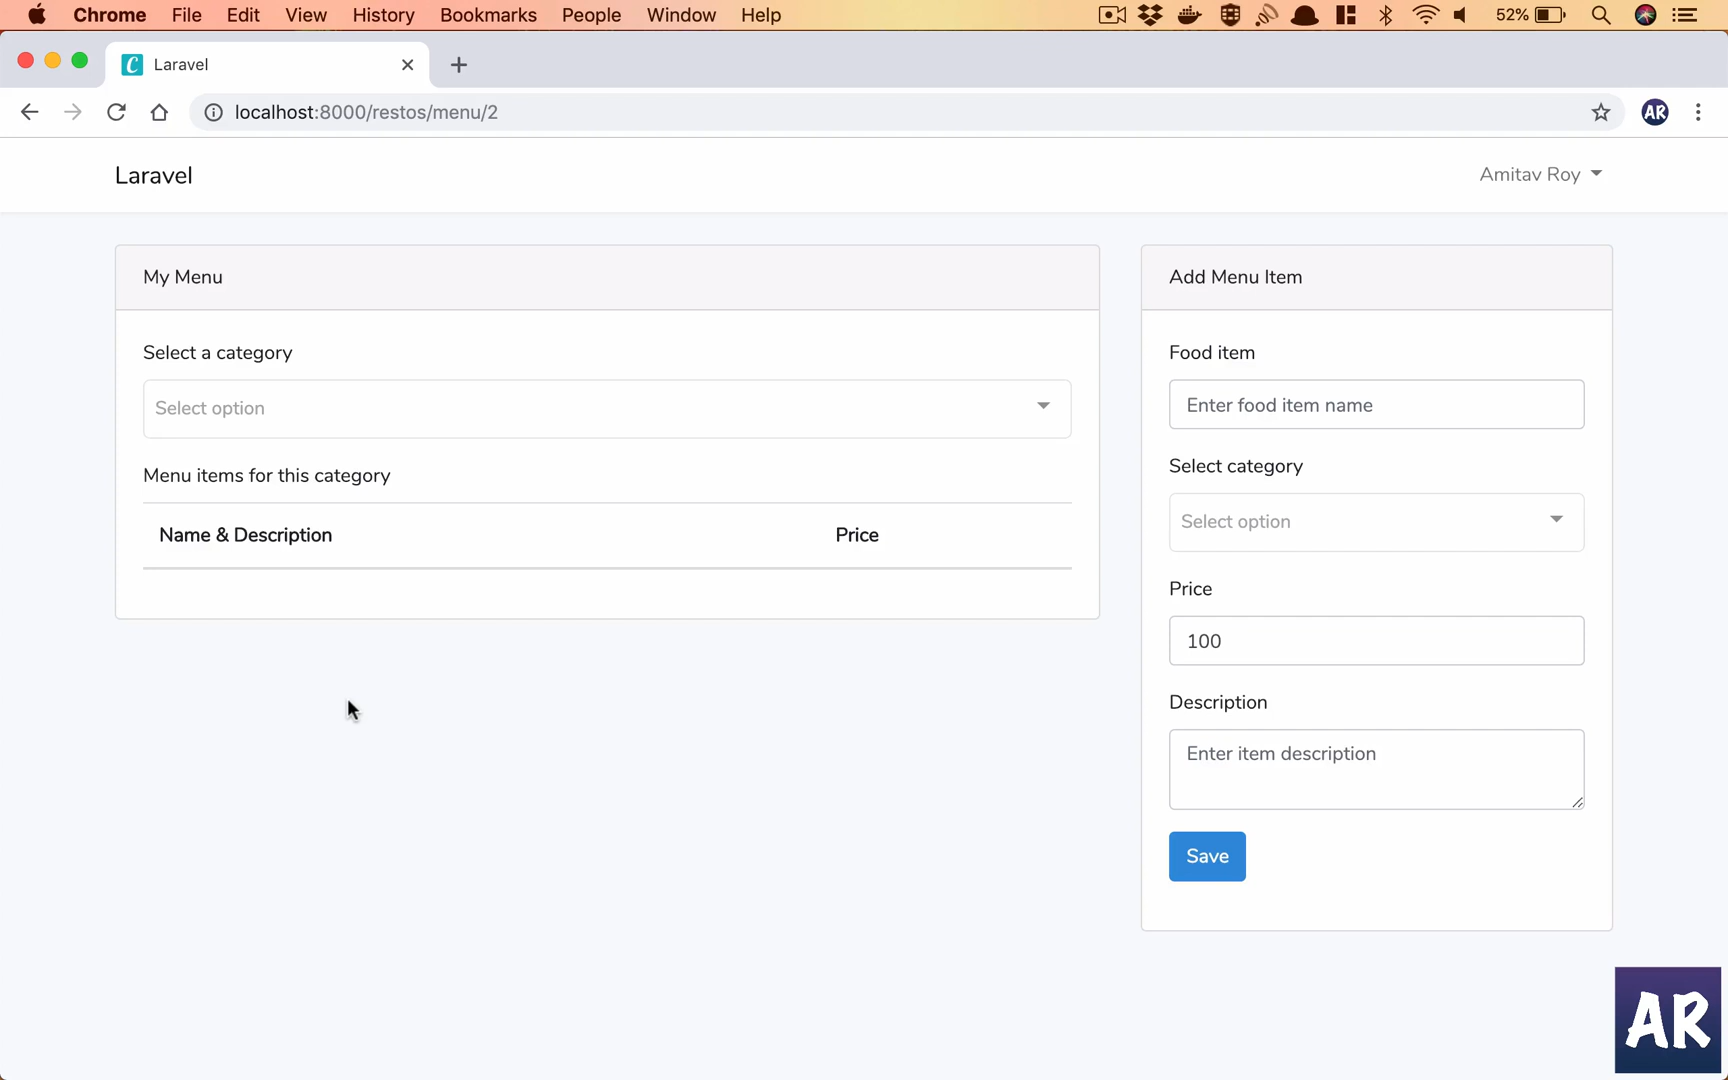 Chrome File Edit View History Bookmarks People Window Help 52%
Laravel
localhost:8000/restos/menu/2 AR
Laravel Amitav Roy
My Menu
Select a category
Select option
Menu items for this category
Name & Description Price
Add Menu Item
Food item
Enter food item name
Select category
Select option
Price
100
Description
Enter item description
Save
AR